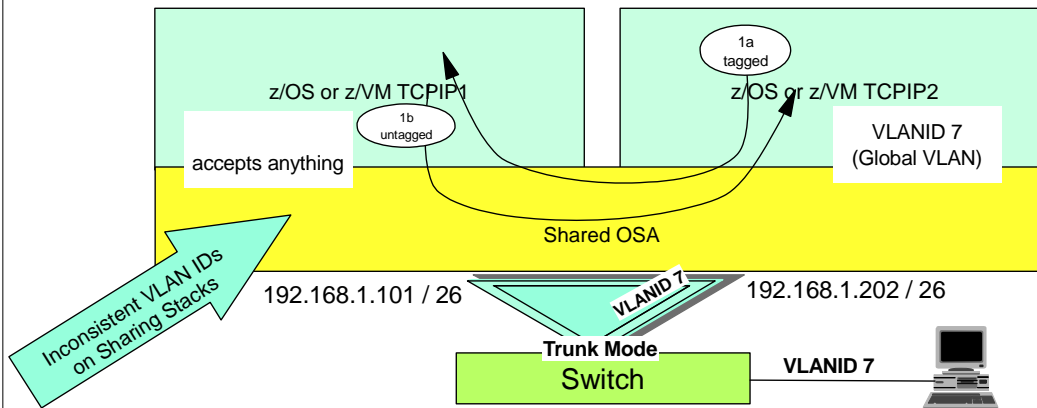 1a
tagged
z/OS or z/VM TCPIP1
z/OS or z/VM TCPIP2
1b
untagged
VLANID 7
(Global VLAN)
accepts anything
Shared OSA
Inconsistent VLAN IDs
on Sharing Stacks
192.168.1.101 / 26
VLANID 7
192.168.1.202 / 26
Trunk Mode
Switch
VLANID 7